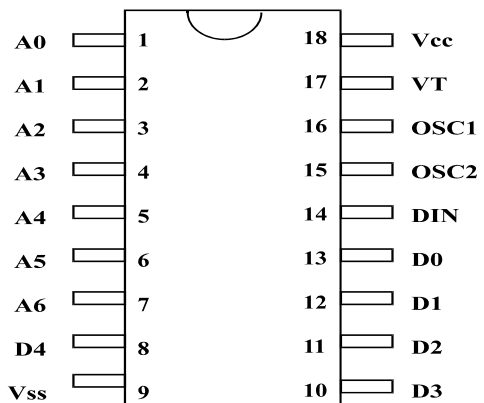 A0 1 18 Vcc
A1 2 17 VT
A2 3 16 OSC1
A3 4 15 OSC2
A4 5 14 DIN
A5 6 13 D0
A6 7 12 D1
D4 8 11 D2
Vss 9 10 D3